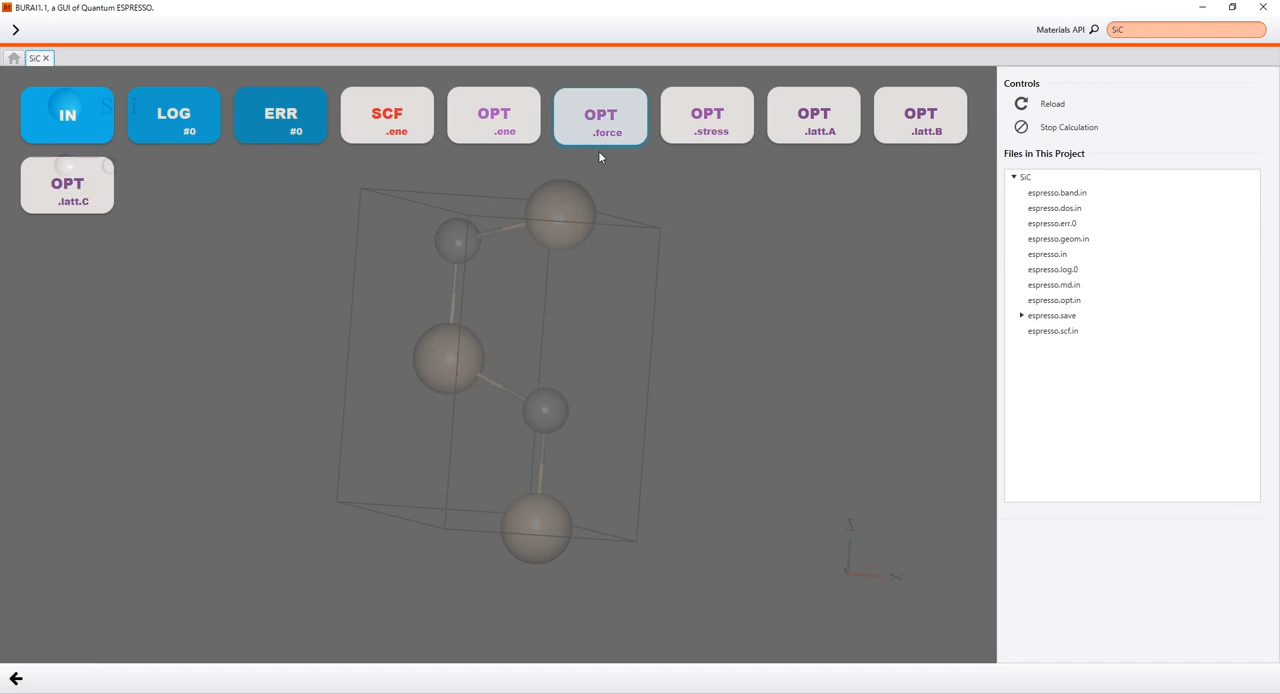 BURAI1.1, a GUI of Quantum ESPRESSO.
Materials API SiC
SiC
IN
LOG #0
ERR #0
SCF .ene
OPT .ene
OPT .force
OPT .stress
OPT .latt.A
OPT .latt.B
OPT .latt.C
Si
C
Z
X
Controls
Reload
Stop Calculation
Files in This Project
SiC
espresso.band.in
espresso.dos.in
espresso.err.0
espresso.geom.in
espresso.in
espresso.log.0
espresso.md.in
espresso.opt.in
espresso.save
espresso.scf.in